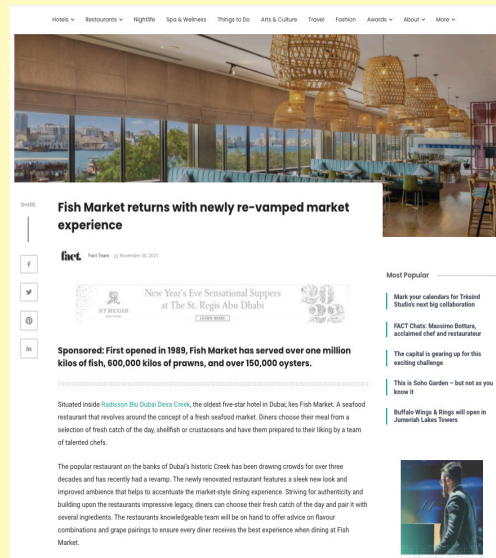 Hotels Restaurants Nightlife Spa & Wellness Things to Do Arts & Culture Travel Fashion Awards About More
SHARE
Fish Market returns with newly re-vamped market
experience
fact. Fact Team November 30, 2021
ST REGIS
New Year's Eve Sensational Suppers
at The St. Regis Abu Dhabi
LEARN MORE
Sponsored: First opened in 1989, Fish Market has served over one million
kilos of fish, 600,000 kilos of prawns, and over 150,000 oysters.
Situated inside Radisson Blu Dubai Deira Creek, the oldest five-star hotel in Dubai, lies Fish Market. A seafood
restaurant that revolves around the concept of a fresh seafood market. Diners choose their meal from a
selection of fresh catch of the day, shellfish or crustaceans and have them prepared to their liking by a team
of talented chefs.
The popular restaurant on the banks of Dubai's historic Creek has been drawing crowds for over three
decades and has recently had a revamp. The newly renovated restaurant features a sleek new look and
improved ambience that helps to accentuate the market-style dining experience. Striving for authenticity and
building upon the restaurants impressive legacy, diners can choose their fresh catch of the day and pair it with
several ingredients. The restaurants knowledgeable team will be on hand to offer advice on flavour
combinations and grape pairings to ensure every diner receives the best experience when dining at Fish
Market.
Most Popular
Mark your calendars for Trèsind
Studio's next big collaboration
FACT Chats: Massimo Bottura,
acclaimed chef and restaurateur
The capital is gearing up for this
exciting challenge
This is Soho Garden – but not as you
know it
Buffalo Wings & Rings will open in
Jumeriah Lakes Towers